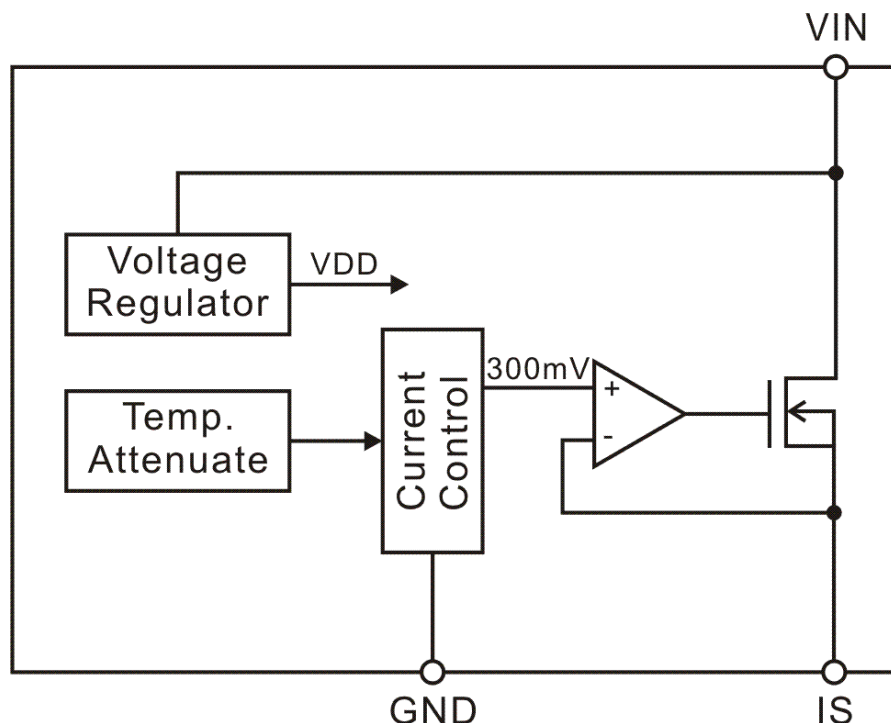 VIN
Voltage
Regulator
VDD
Temp.
Attenuate
Current
Control
300mV
+
-
GND
IS